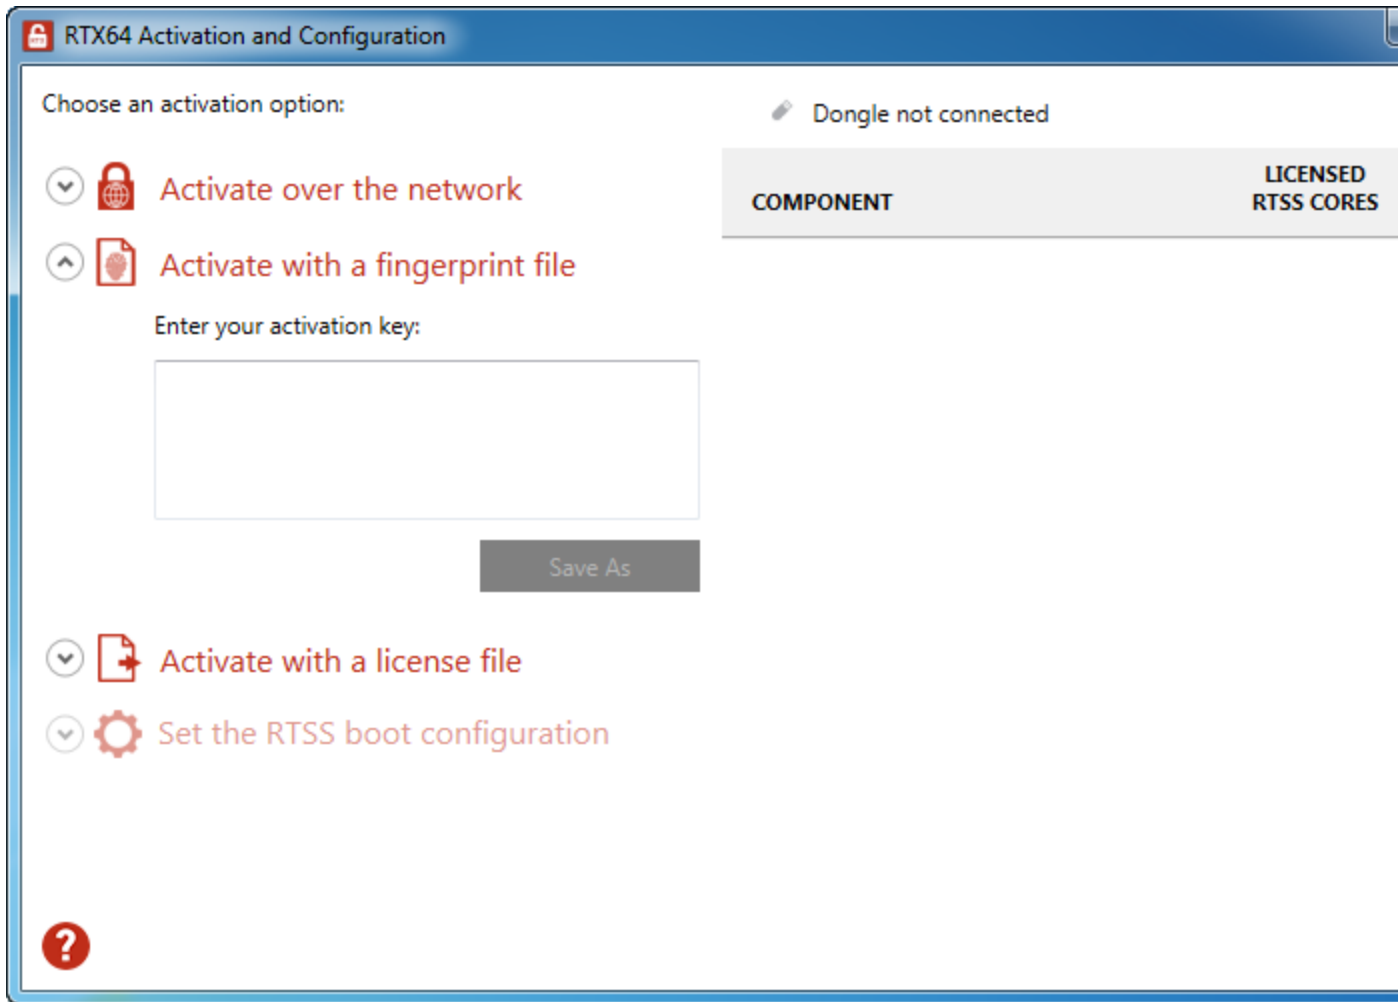 RTX64 Activation and Configuration
Choose an activation option:
Activate over the network
Activate with a fingerprint file
Enter your activation key:
Save As
Activate with a license file
Set the RTSS boot configuration
?
Dongle not connected
COMPONENT
LICENSED
RTSS CORES